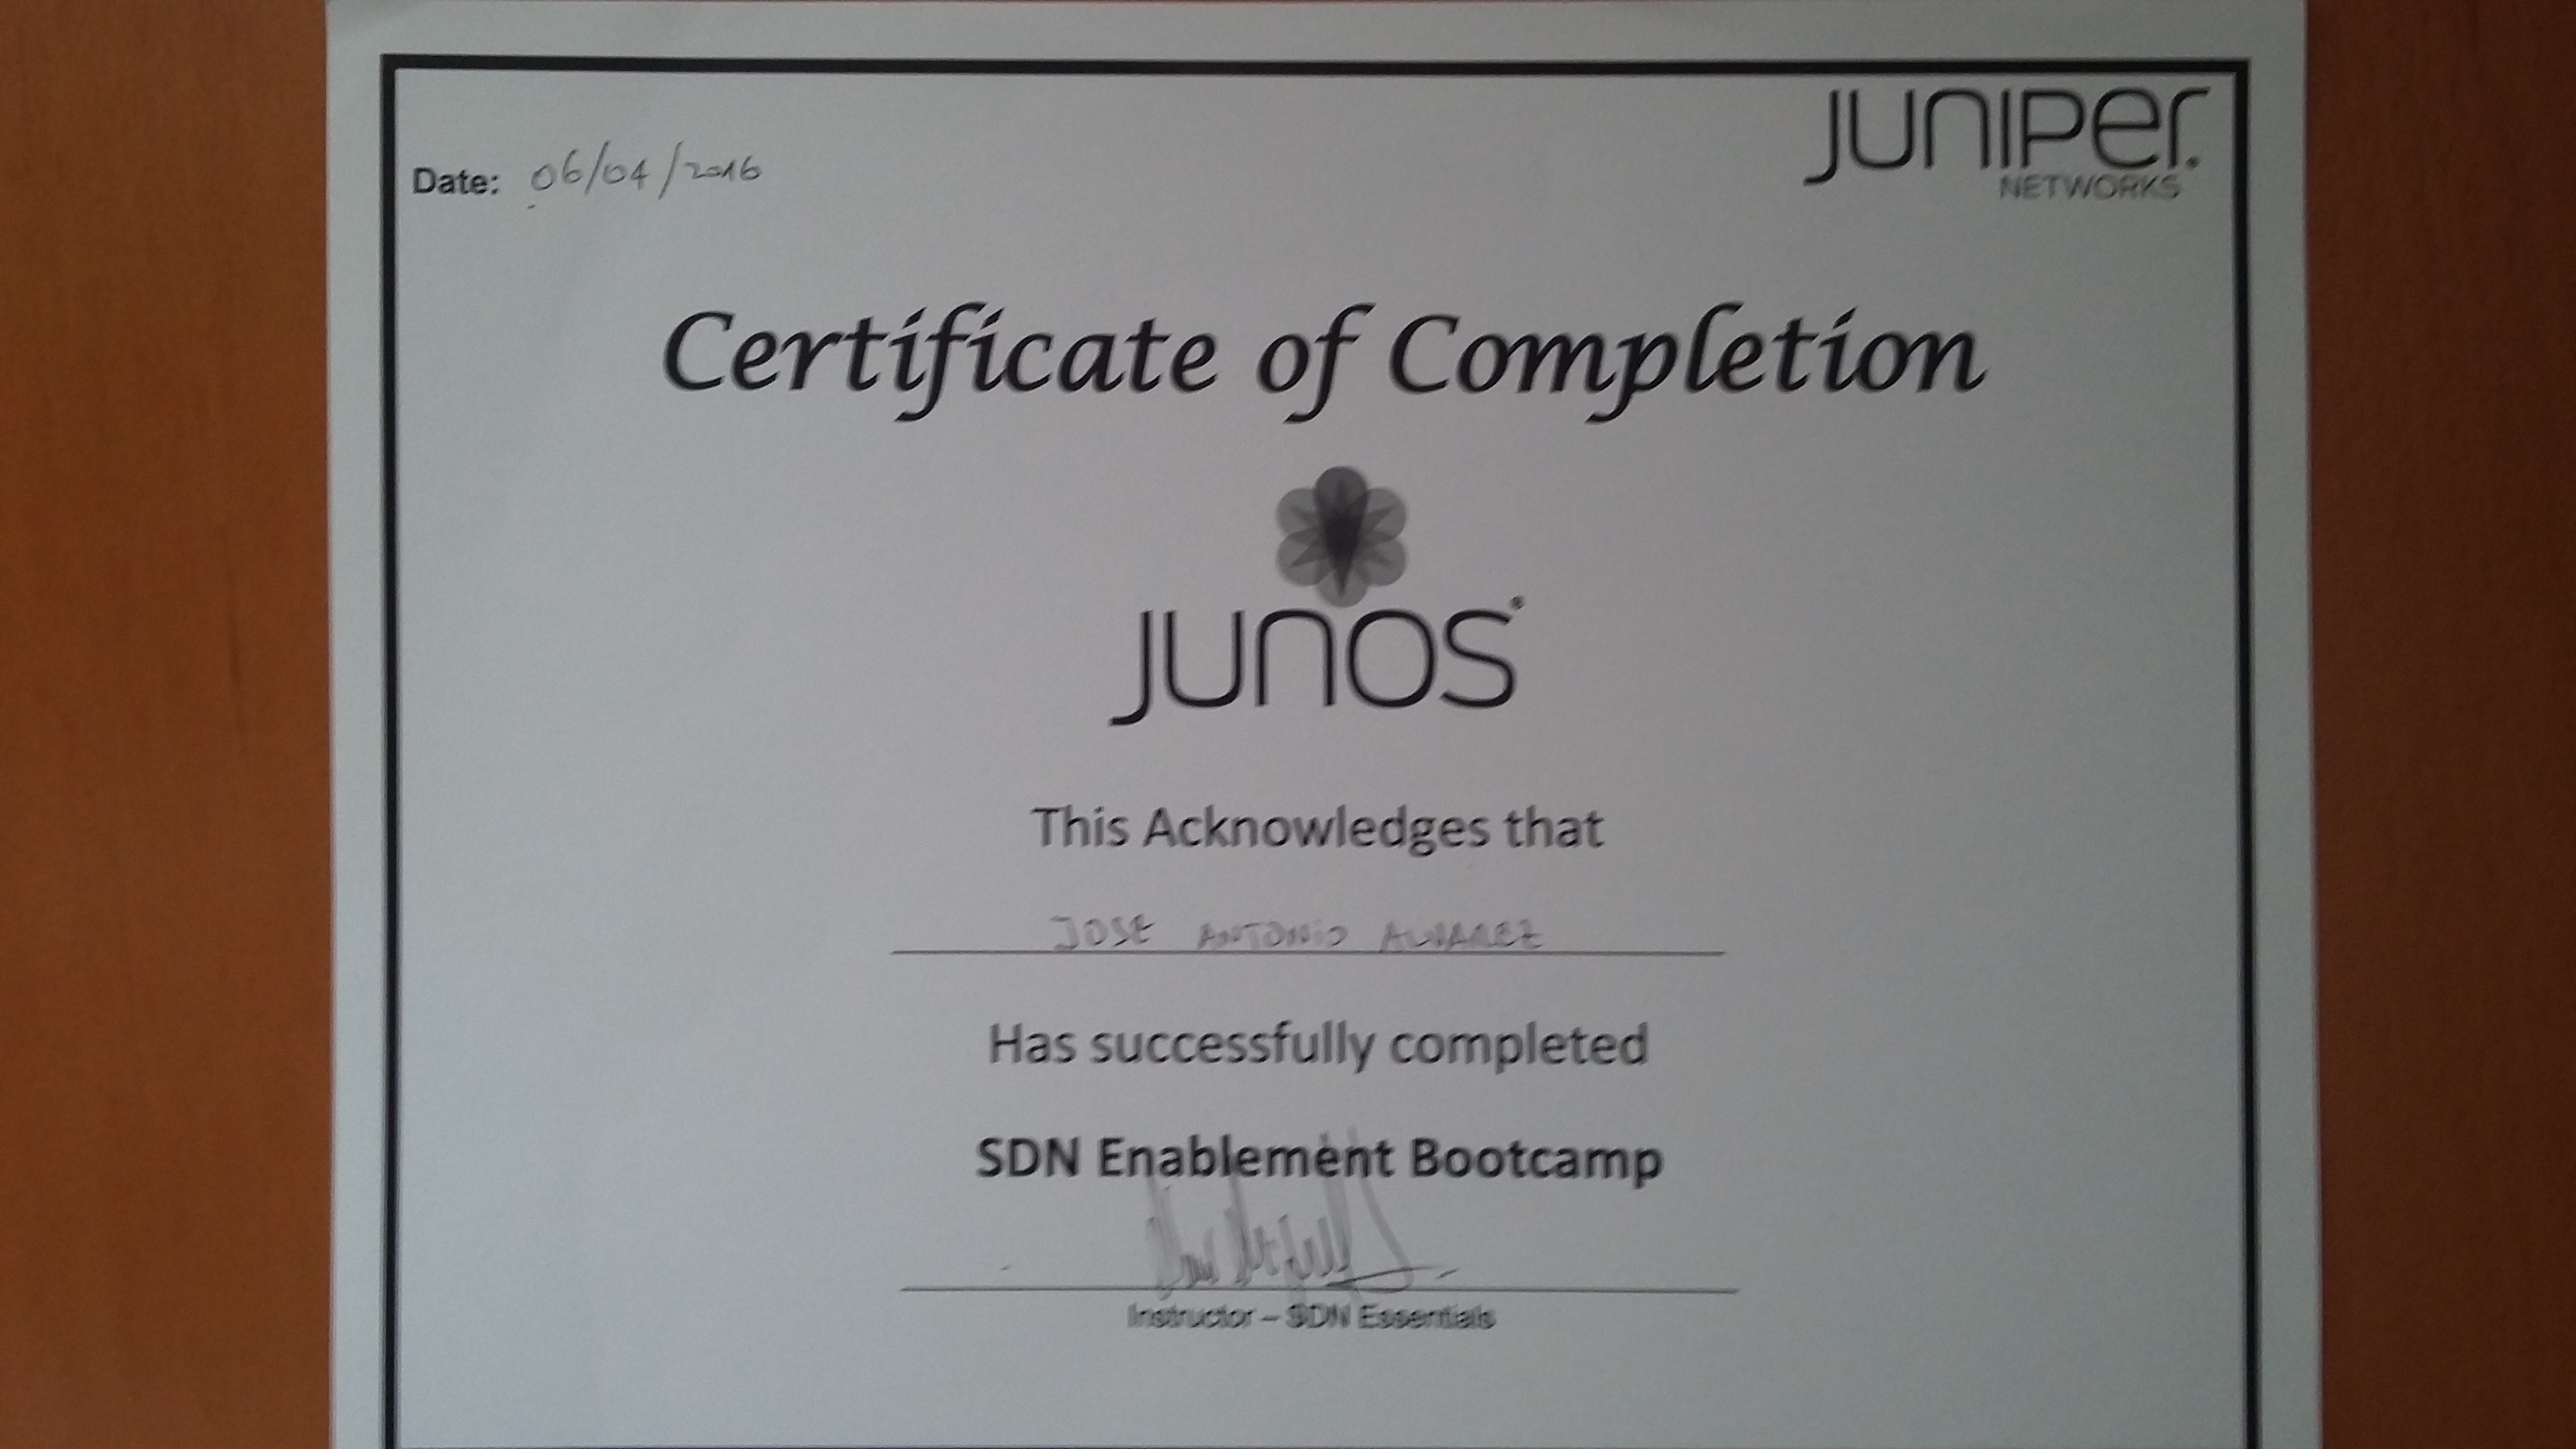 Date: 06/04/2016
JUNIPER
NETWORKS
Certificate of Completion
JUNOS®
This Acknowledges that
JOSE ANTONIO ALVAREZ
Has successfully completed
SDN Enablement Bootcamp
Instructor – SDN Essentials